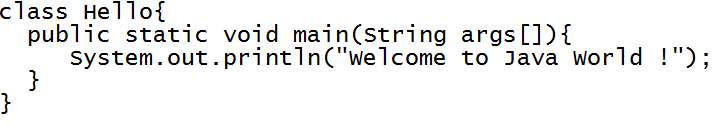 class Hello{
  public static void main(String args[]){
     System.out.println("Welcome to Java World !");
  }
}